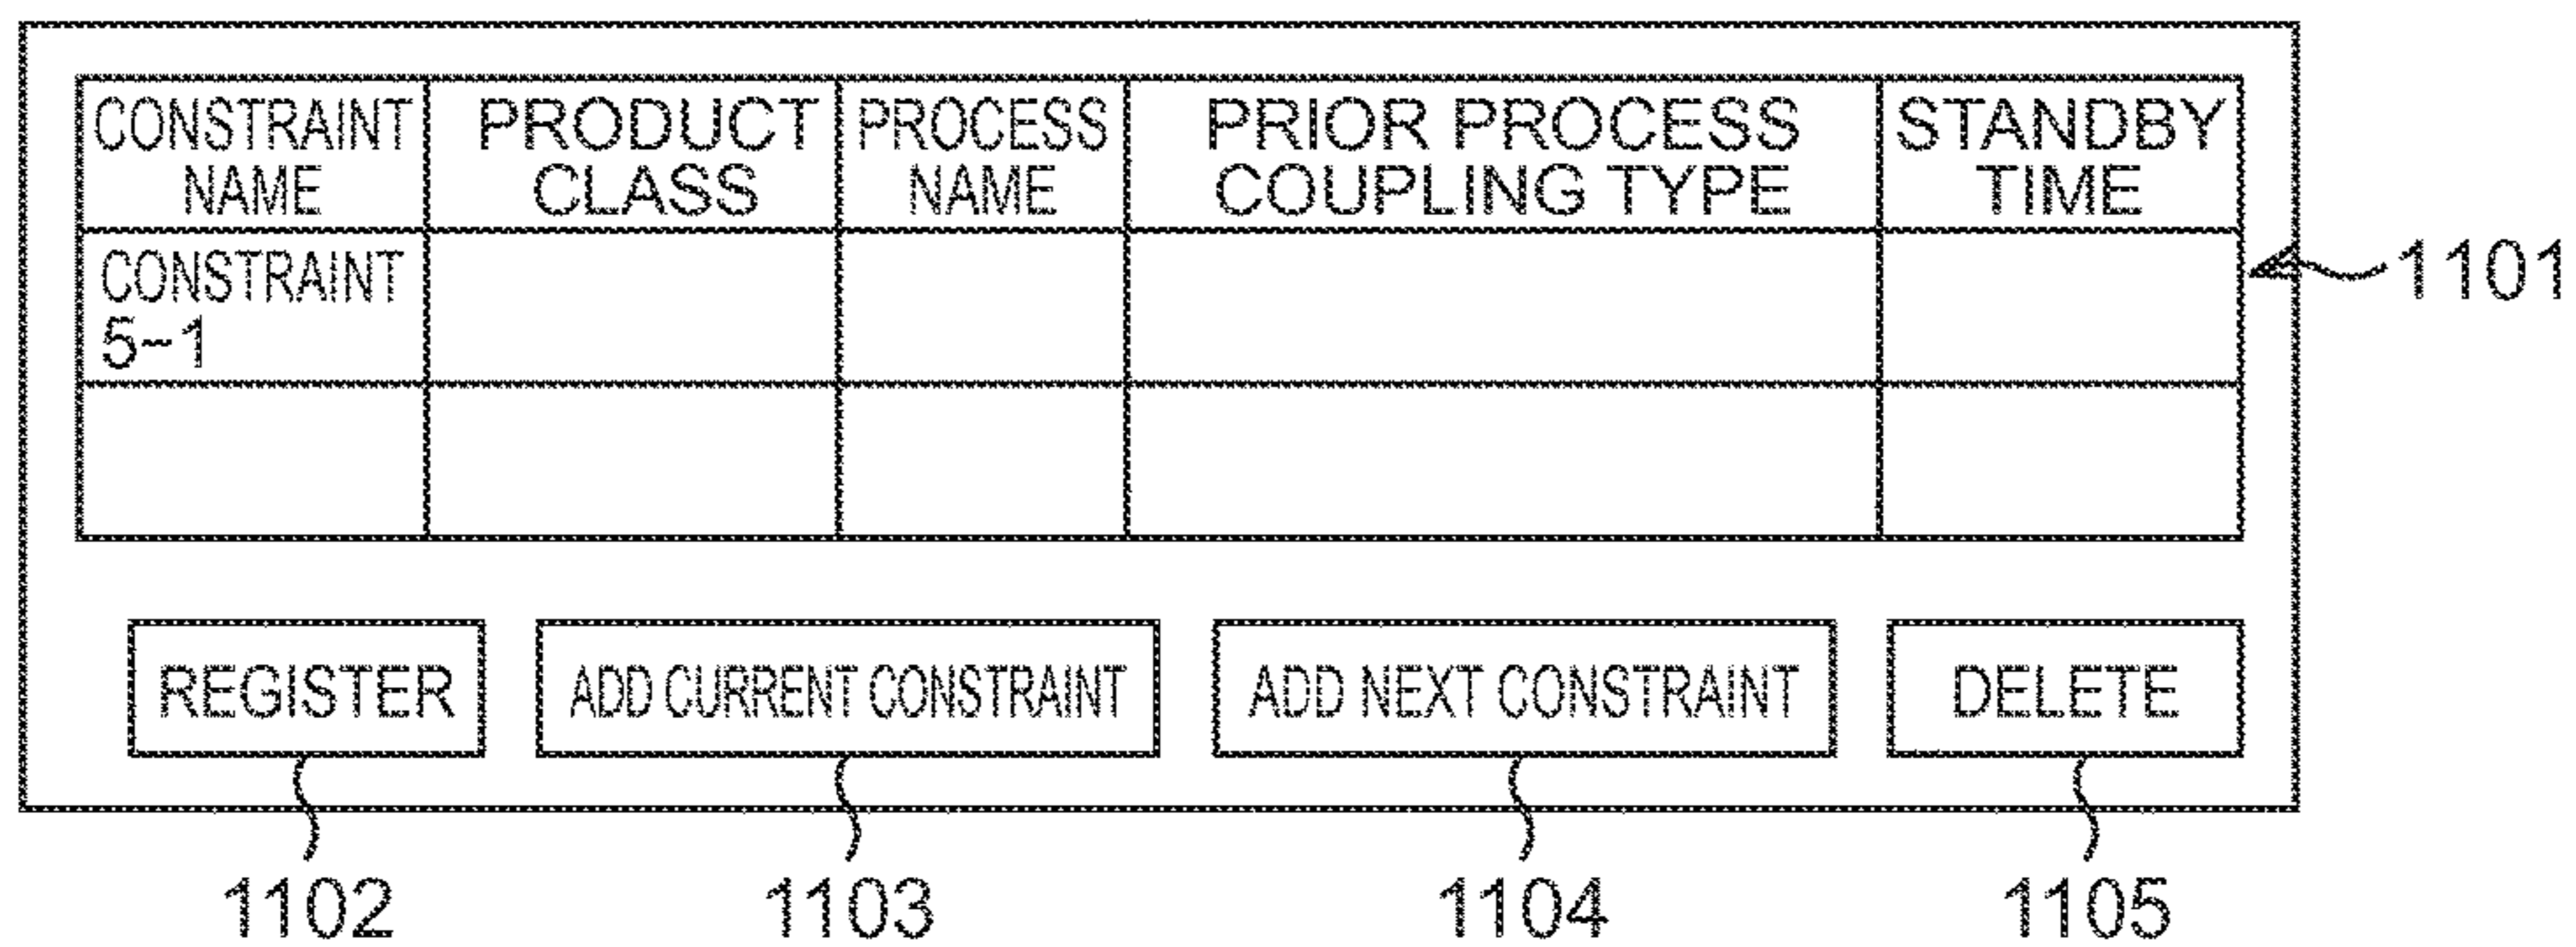 CONSTRAINT NAME PRODUCT CLASS PROCESS NAME PRIOR PROCESS COUPLING TYPE STANDBY TIME
CONSTRAINT
5-1
1101
REGISTER ADD CURRENT CONSTRAINT ADD NEXT CONSTRAINT DELETE
1102 1103 1104 1105